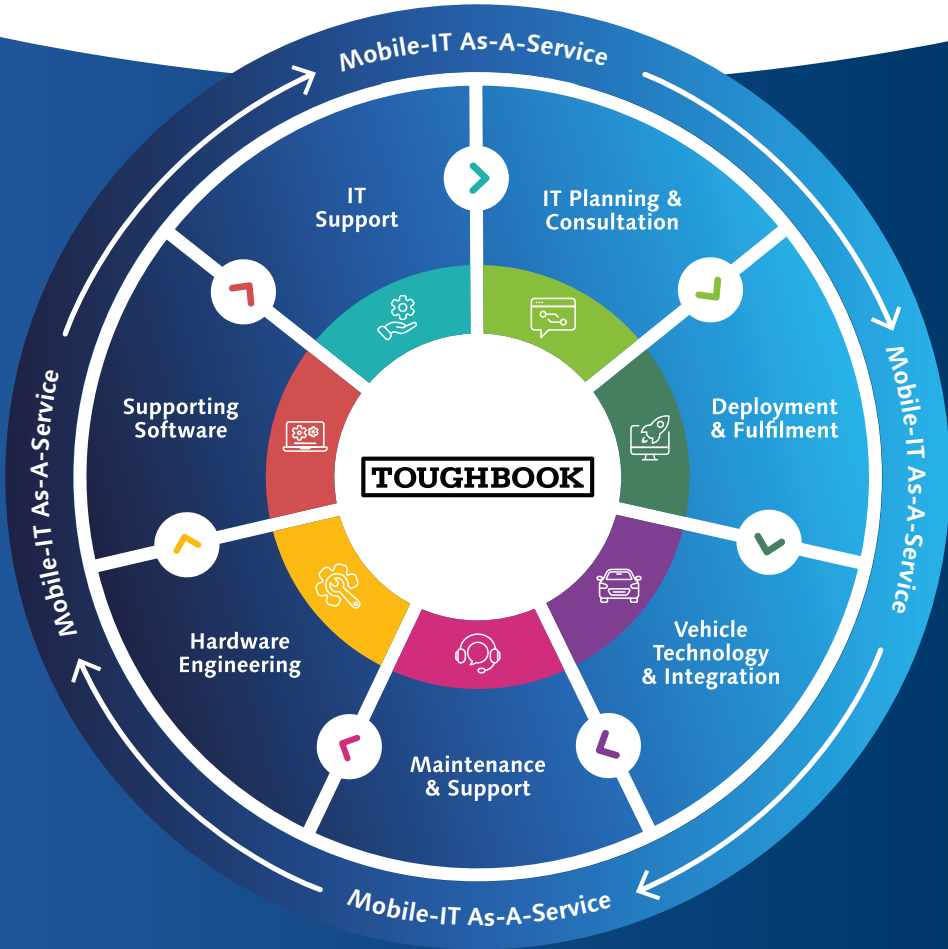 Mobile-IT As-A-Service
IT
Support
IT Planning &
Consultation
Supporting
Software
Deployment
& Fulfilment
TOUGHBOOK
Mobile-IT As-A-Service
Mobile-IT As-A-Service
Hardware
Engineering
Vehicle
Technology
& Integration
Maintenance
& Support
Mobile-IT As-A-Service